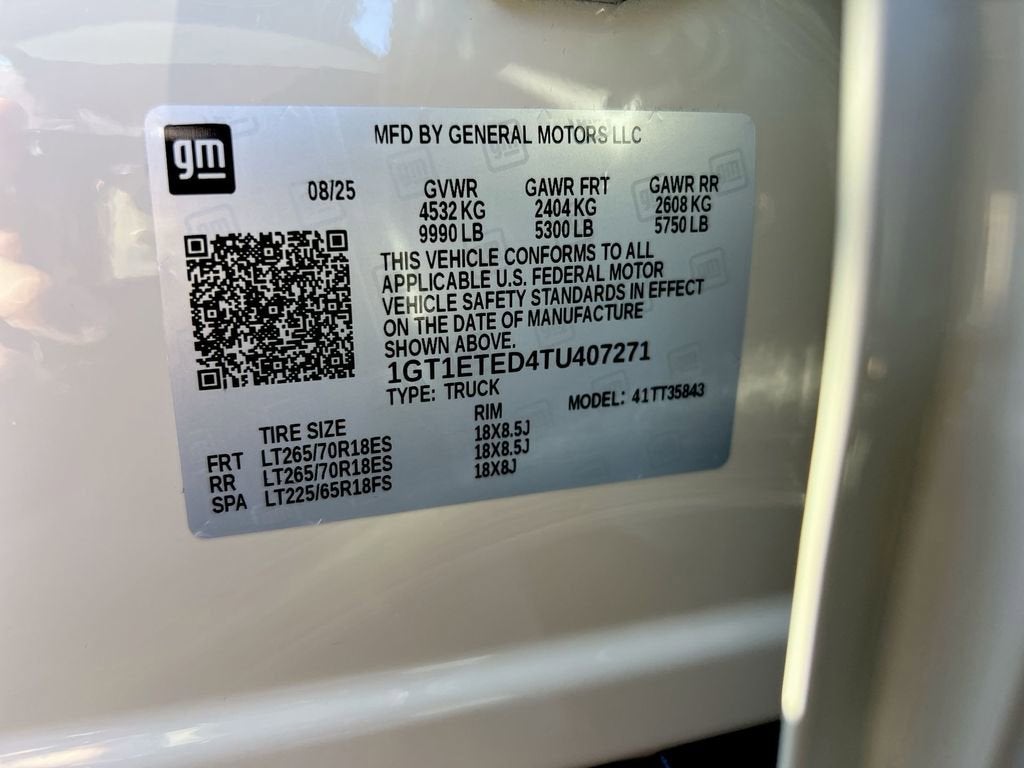 gm
MFD BY GENERAL MOTORS LLC
08/25 GVWR GAWR FRT GAWR RR
4532 KG 2404 KG 2608 KG
9990 LB 5300 LB 5750 LB
THIS VEHICLE CONFORMS TO ALL
APPLICABLE U.S. FEDERAL MOTOR
VEHICLE SAFETY STANDARDS IN EFFECT
ON THE DATE OF MANUFACTURE
SHOWN ABOVE.
1GT1ETED4TU407271
TYPE: TRUCK MODEL: 41TT35843
TIRE SIZE RIM
FRT LT265/70R18ES 18X8.5J
RR LT265/70R18ES 18X8.5J
SPA LT225/65R18FS 18X8J